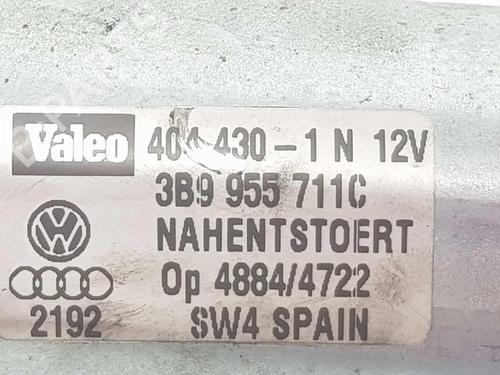 Valeo 404 430-1 N 12V
3B9 955 711C
NAHENTSTOERT
Op 4884/4722
2192 SW4 SPAIN